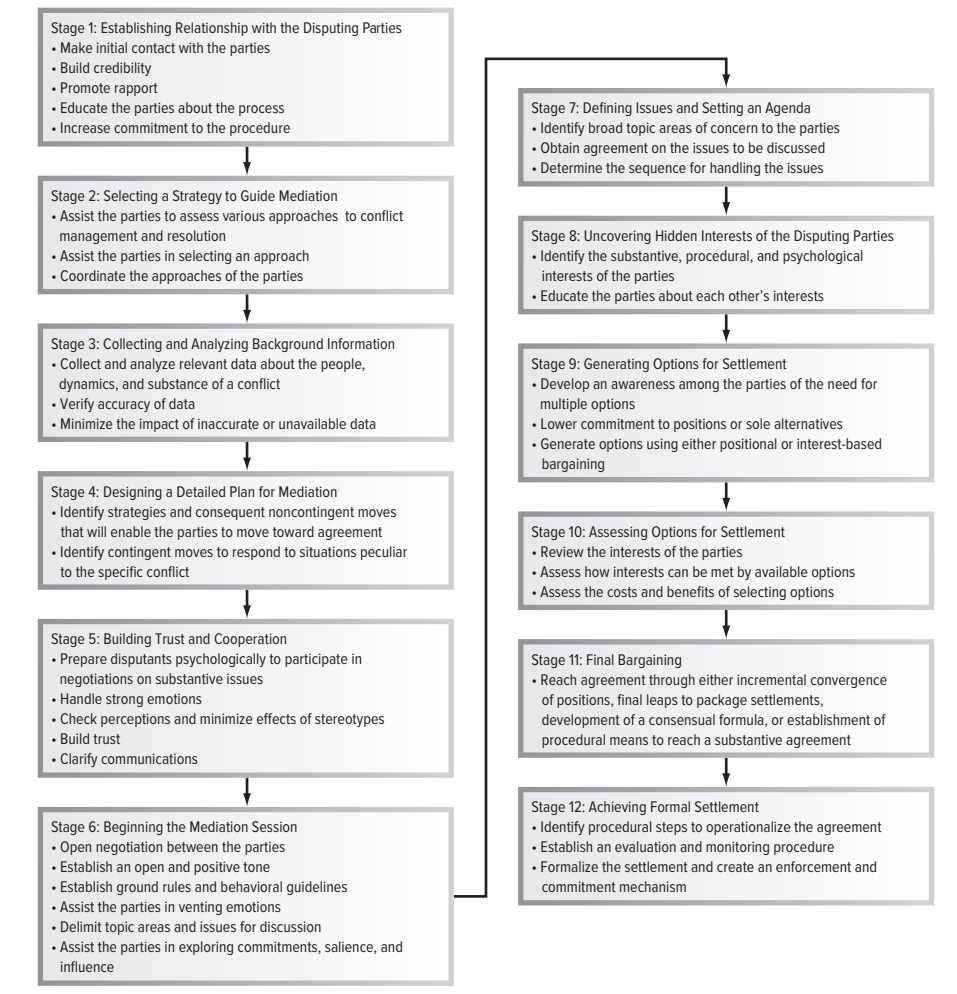 Stage 1: Establishing Relationship with the Disputing Parties
• Make initial contact with the parties
• Build credibility
• Promote rapport
• Educate the parties about the process
• Increase commitment to the procedure
Stage 2: Selecting a Strategy to Guide Mediation
• Assist the parties to assess various approaches to conflict
management and resolution
• Assist the parties in selecting an approach
• Coordinate the approaches of the parties
Stage 3: Collecting and Analyzing Background Information
• Collect and analyze relevant data about the people,
dynamics, and substance of a conflict
• Verify accuracy of data
• Minimize the impact of inaccurate or unavailable data
Stage 4: Designing a Detailed Plan for Mediation
• Identify strategies and consequent noncontingent moves
that will enable the parties to move toward agreement
• Identify contingent moves to respond to situations peculiar
to the specific conflict
Stage 5: Building Trust and Cooperation
• Prepare disputants psychologically to participate in
negotiations on substantive issues
• Handle strong emotions
• Check perceptions and minimize effects of stereotypes
• Build trust
• Clarify communications
Stage 6: Beginning the Mediation Session
• Open negotiation between the parties
• Establish an open and positive tone
• Establish ground rules and behavioral guidelines
• Assist the parties in venting emotions
• Delimit topic areas and issues for discussion
• Assist the parties in exploring commitments, salience, and
influence
Stage 7: Defining Issues and Setting an Agenda
• Identify broad topic areas of concern to the parties
• Obtain agreement on the issues to be discussed
• Determine the sequence for handling the issues
Stage 8: Uncovering Hidden Interests of the Disputing Parties
• Identify the substantive, procedural, and psychological
interests of the parties
• Educate the parties about each other's interests
Stage 9: Generating Options for Settlement
• Develop an awareness among the parties of the need for
multiple options
• Lower commitment to positions or sole alternatives
• Generate options using either positional or interest-based
bargaining
Stage 10: Assessing Options for Settlement
• Review the interests of the parties
• Assess how interests can be met by available options
• Assess the costs and benefits of selecting options
Stage 11: Final Bargaining
• Reach agreement through either incremental convergence
of positions, final leaps to package settlements,
development of a consensual formula, or establishment of
procedural means to reach a substantive agreement
Stage 12: Achieving Formal Settlement
• Identify procedural steps to operationalize the agreement
• Establish an evaluation and monitoring procedure
• Formalize the settlement and create an enforcement and
commitment mechanism